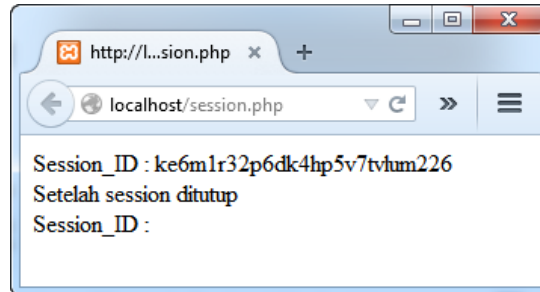 http://l...sion.php
localhost/session.php
Session_ID : ke6m1r32p6dk4hp5v7tvlum226
Setelah session ditutup
Session_ID :